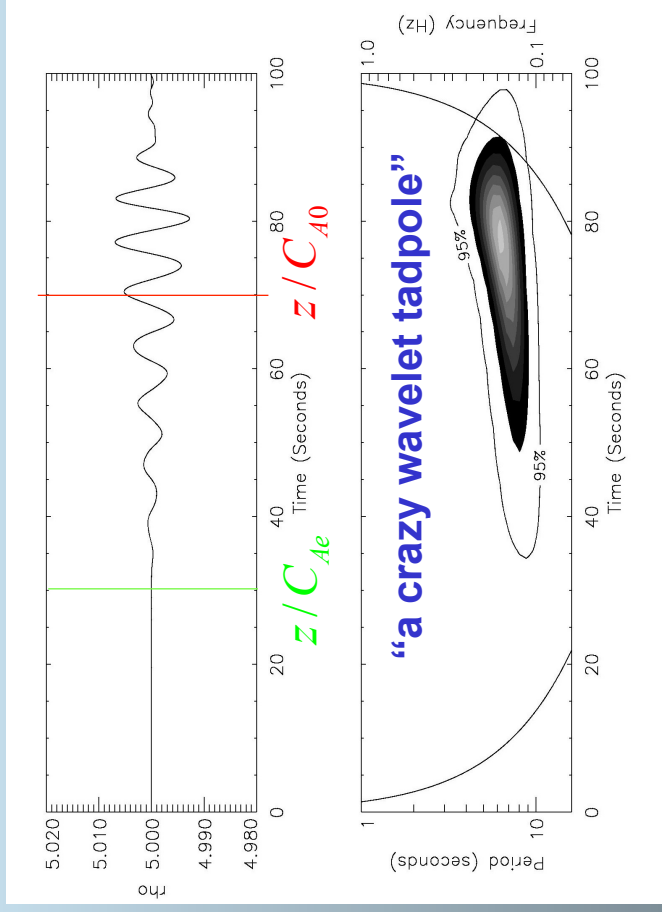 5.020
5.010
5.000
4.990
4.980
rho
0 20 40 60 80 100
Time (Seconds)
z / C Ae
z / C A0
“a crazy wavelet tadpole”
1
10
Period (seconds)
1.0
0.1
Frequency (Hz)
95%
95%
0 20 40 60 80 100
Time (Seconds)